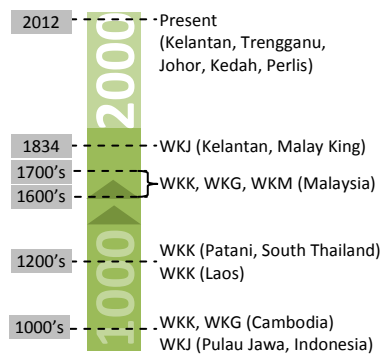 2012
Present
(Kelantan, Trengganu,
Johor, Kedah, Perlis)
2000
1834
WKJ (Kelantan, Malay King)
1700’s
WKK, WKG, WKM (Malaysia)
1600’s
1200’s
WKK (Patani, South Thailand)
WKK (Laos)
1000
1000’s
WKK, WKG (Cambodia)
WKJ (Pulau Jawa, Indonesia)